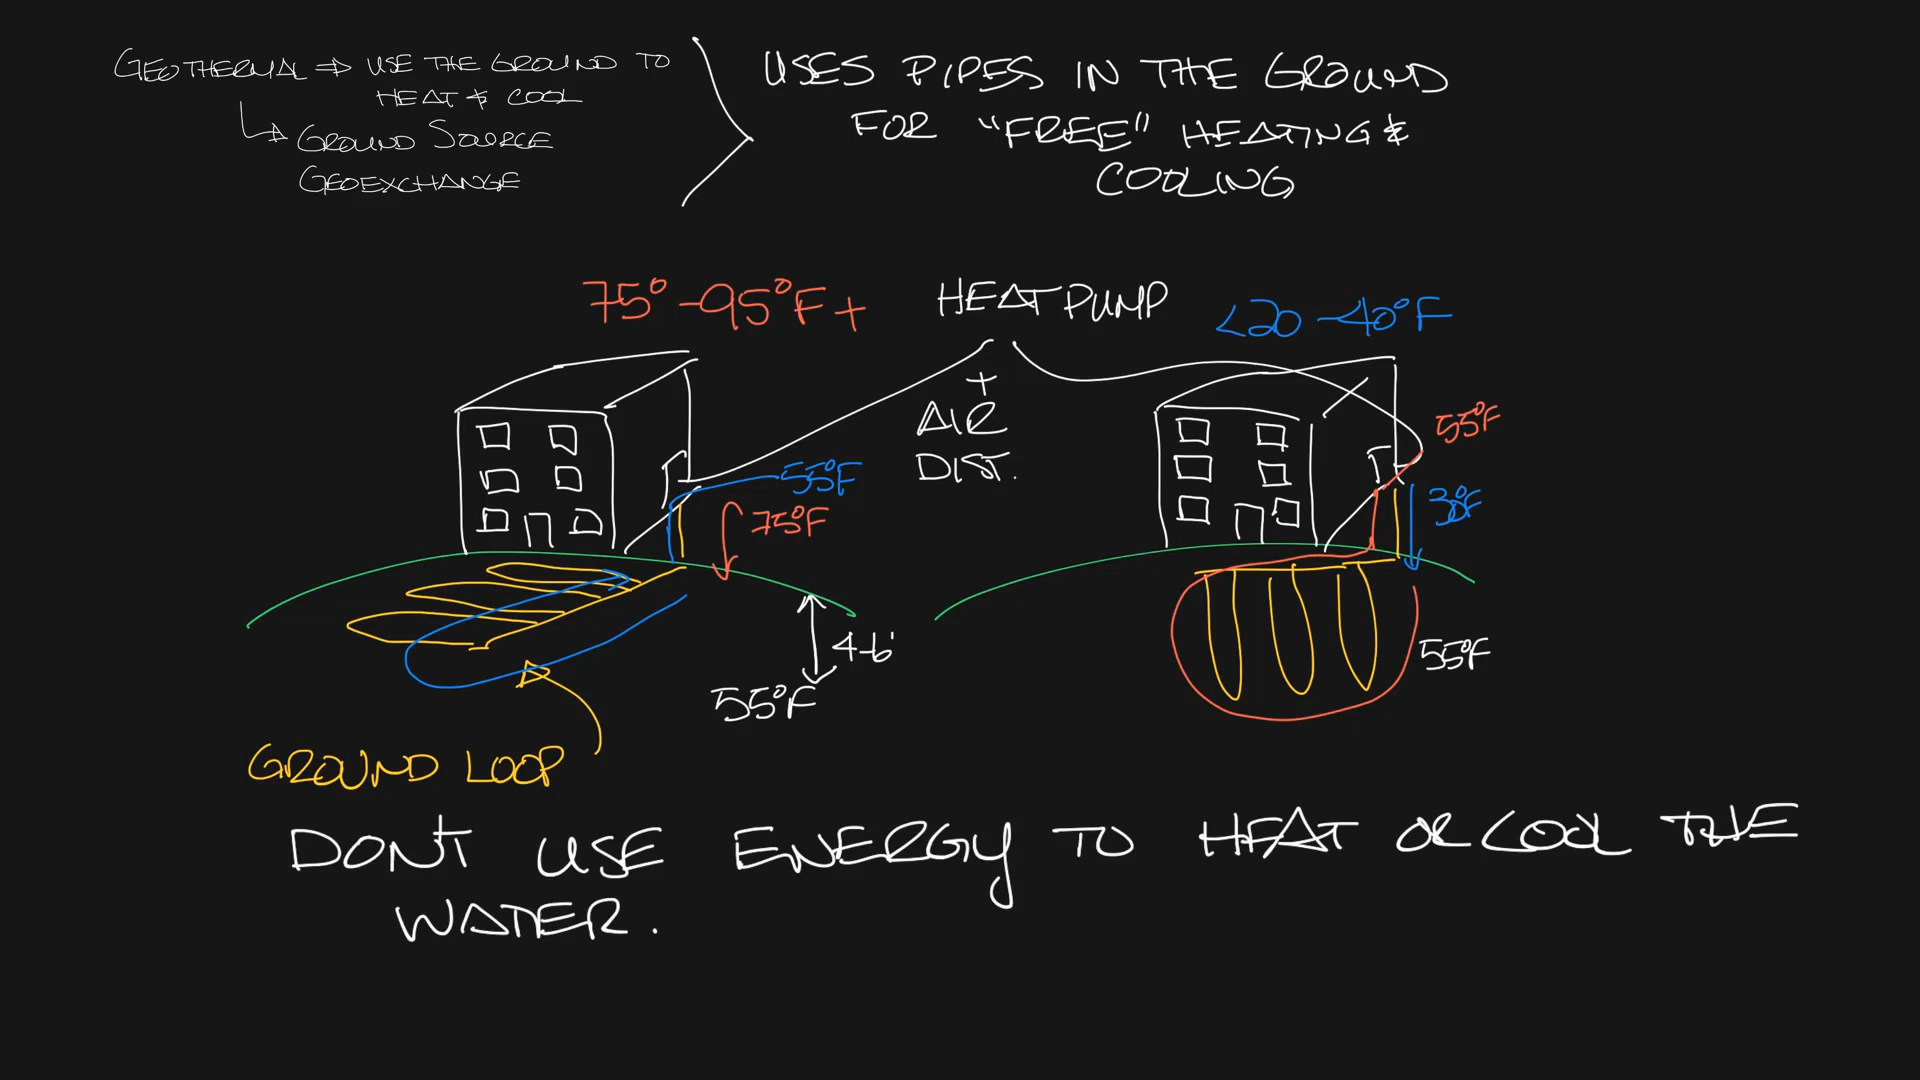 GEOTHERMAL ⇒ USE THE GROUND TO
HEAT & COOL
GROUND SOURCE
GEOEXCHANGE
USES PIPES IN THE GROUND
FOR "FREE" HEATING &
COOLING
75° - 95°F +
HEAT PUMP
<20 - 40°F
+
AIR
DIST.
55°F
75°F
55°F
30°F
4-6'
55°F
55°F
GROUND LOOP
DON'T USE ENERGY TO HEAT OR COOL THE
WATER.